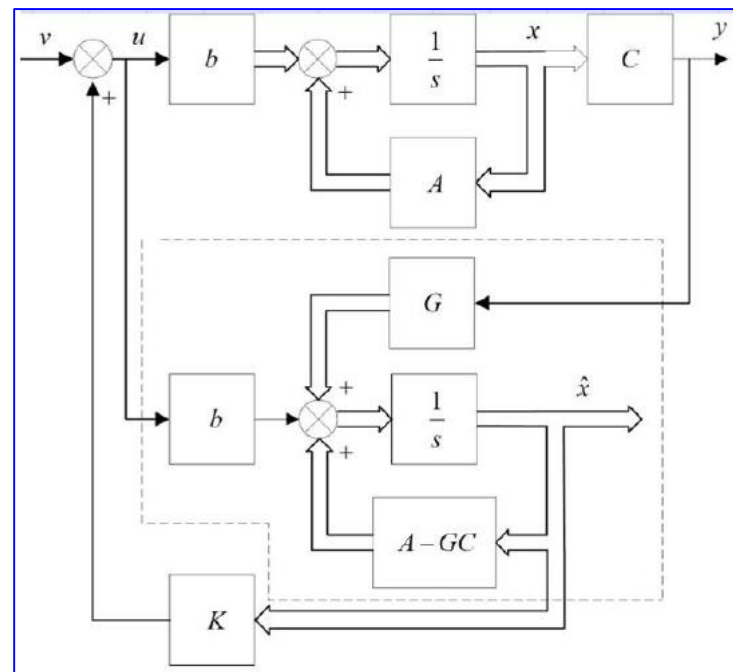 v u b + 1/s x C y
+
A
G
b + + 1/s x̂
A – GC
K